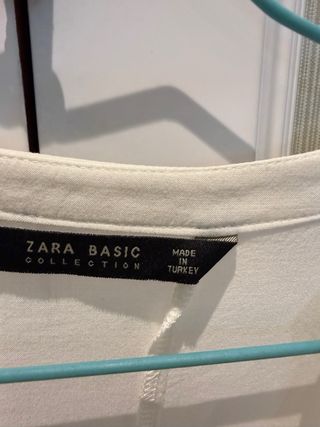 ZARA BASIC
COLLECTION
MADE
IN
TURKEY